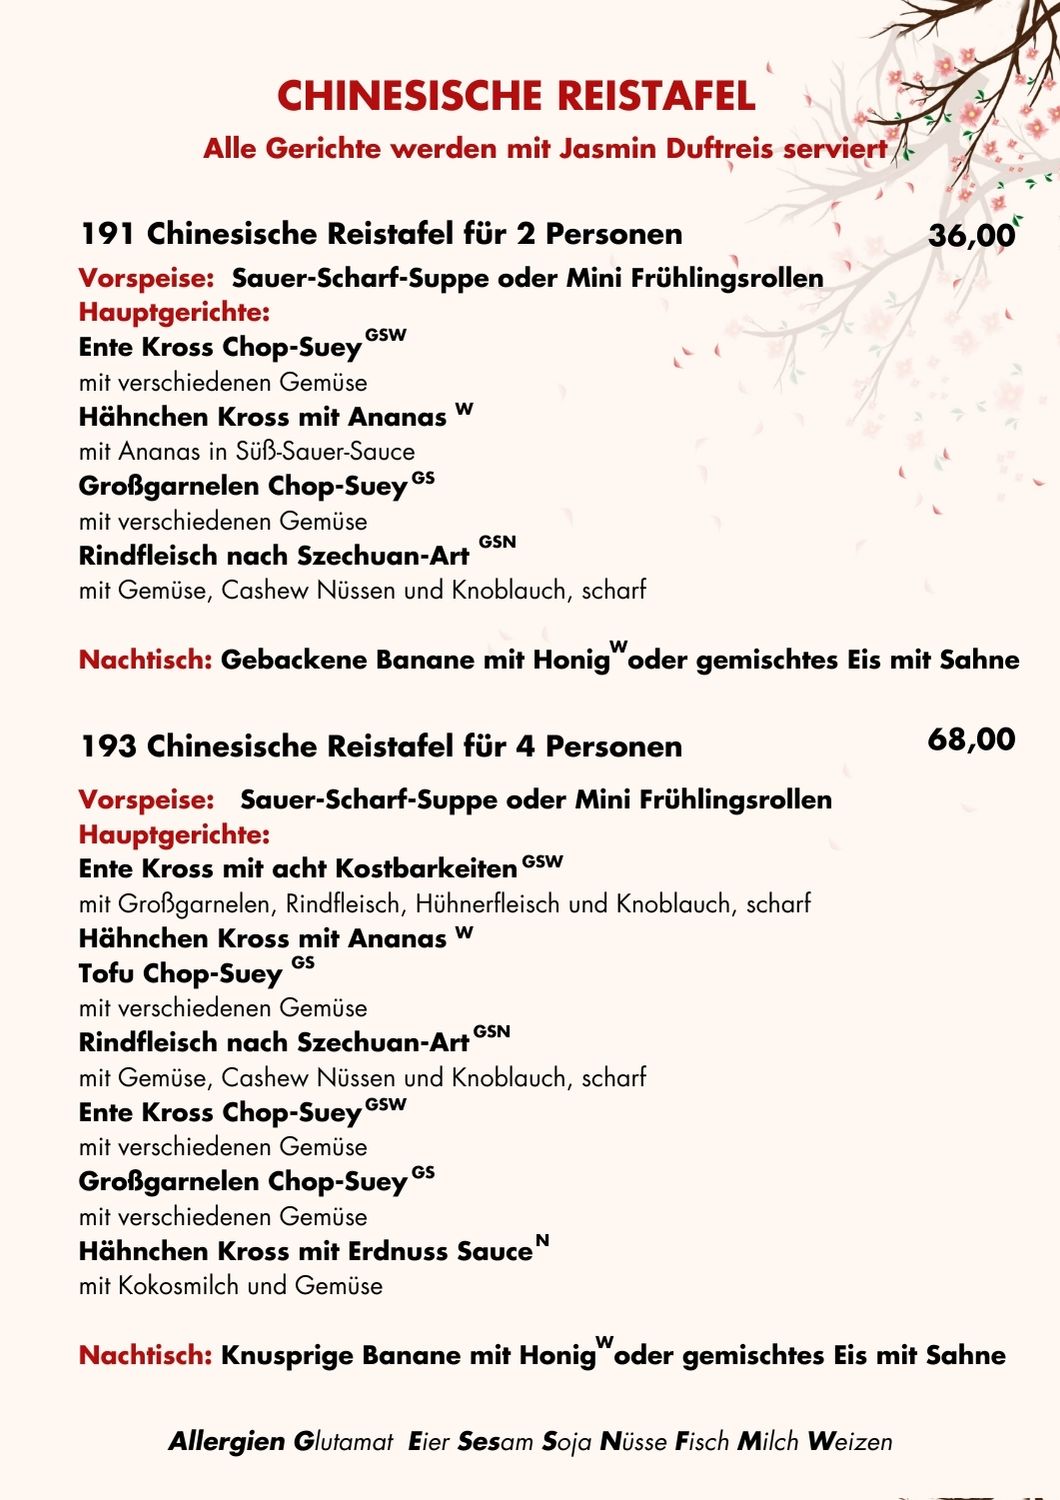 CHINESISCHE REISTAFEL
Alle Gerichte werden mit Jasmin Duftreis serviert
191 Chinesische Reistafel für 2 Personen 36,00
Vorspeise: Sauer-Scharf-Suppe oder Mini Frühlingsrollen
Hauptgerichte:
Ente Kross Chop-Suey GSW
mit verschiedenen Gemüse
Hähnchen Kross mit Ananas W
mit Ananas in Süß-Sauer-Sauce
Großgarnelen Chop-Suey GS
mit verschiedenen Gemüse
Rindfleisch nach Szechuan-Art GSN
mit Gemüse, Cashew Nüssen und Knoblauch, scharf
Nachtisch: Gebackene Banane mit Honig W oder gemischtes Eis mit Sahne
193 Chinesische Reistafel für 4 Personen 68,00
Vorspeise: Sauer-Scharf-Suppe oder Mini Frühlingsrollen
Hauptgerichte:
Ente Kross mit acht Kostbarkeiten GSW
mit Großgarnelen, Rindfleisch, Hühnerfleisch und Knoblauch, scharf
Hähnchen Kross mit Ananas W
Tofu Chop-Suey GS
mit verschiedenen Gemüse
Rindfleisch nach Szechuan-Art GSN
mit Gemüse, Cashew Nüssen und Knoblauch, scharf
Ente Kross Chop-Suey GSW
mit verschiedenen Gemüse
Großgarnelen Chop-Suey GS
mit verschiedenen Gemüse
Hähnchen Kross mit Erdnuss Sauce N
mit Kokosmilch und Gemüse
Nachtisch: Knusprige Banane mit Honig W oder gemischtes Eis mit Sahne
Allergien Glutamat Eier Sesam Soja Nüsse Fisch Milch Weizen